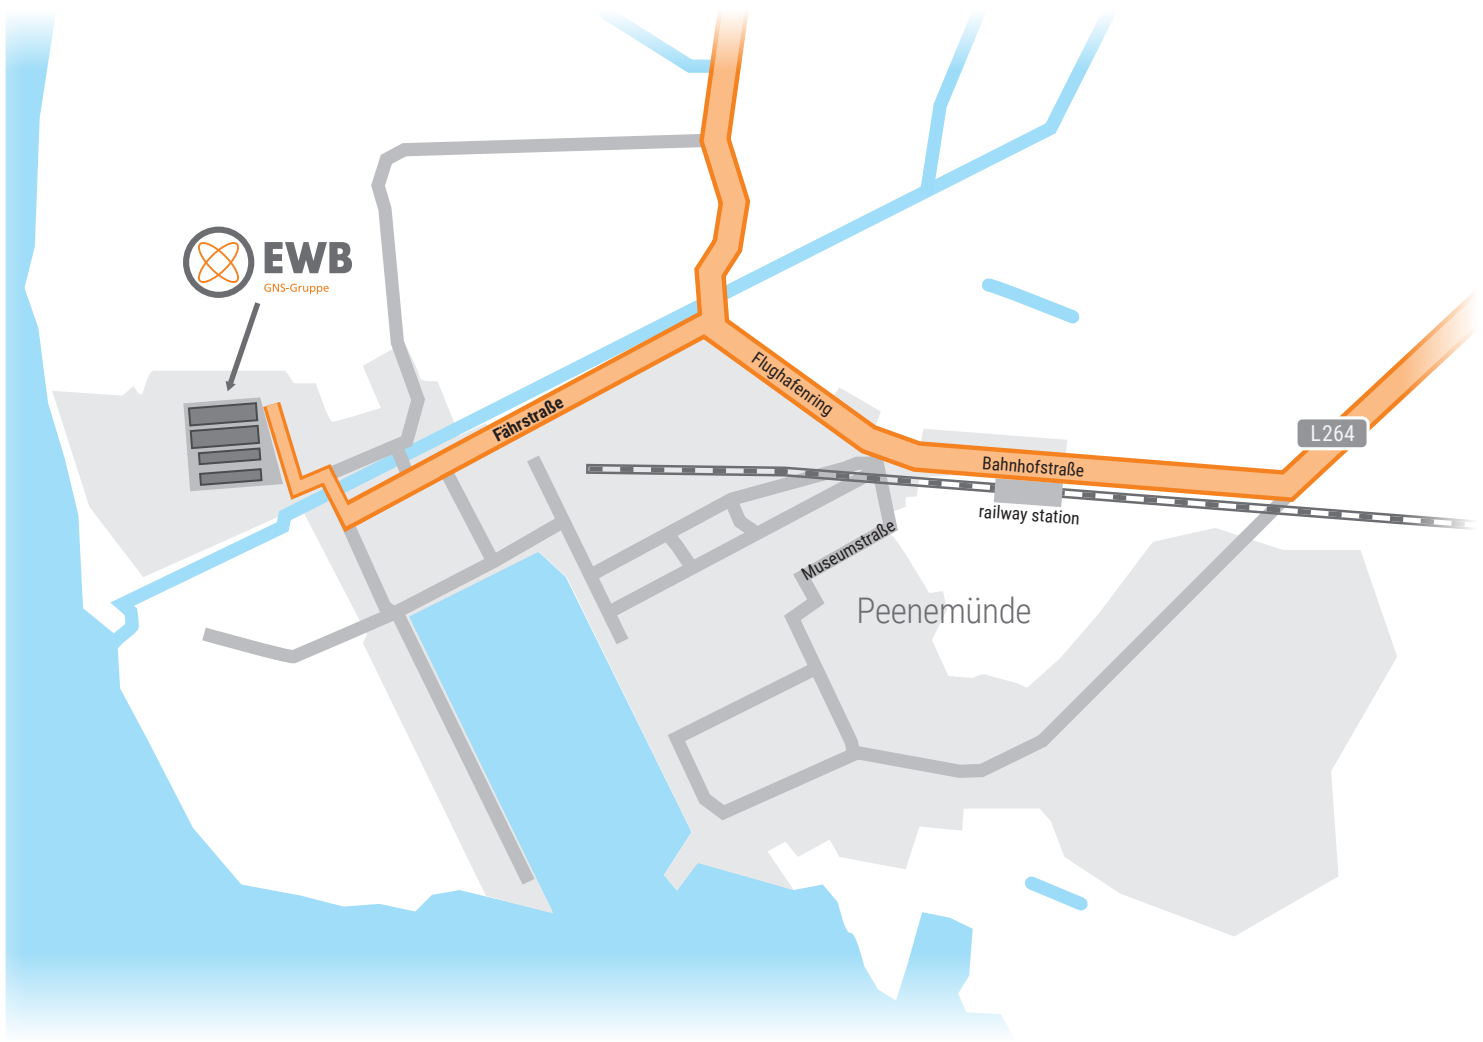 EWB
GNS-Gruppe
Flughafenring
Fährstraße
L264
Bahnhofstraße
railway station
Museumstraße
Peenemünde